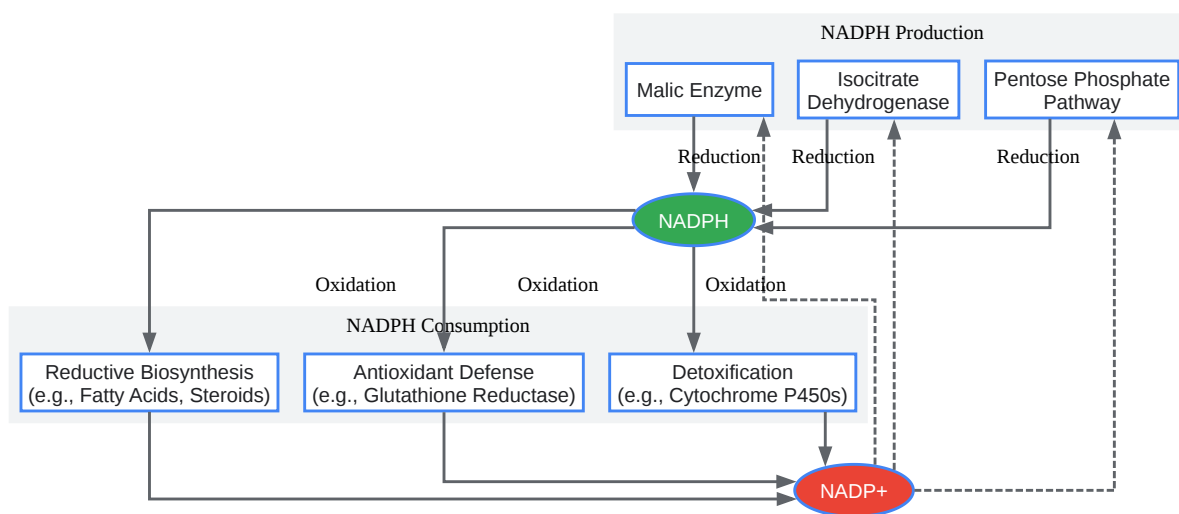 NADPH Production
Malic Enzyme
Isocitrate
Dehydrogenase
Pentose Phosphate
Pathway
Reduction
Reduction
Reduction
NADPH
Oxidation
Oxidation
Oxidation
NADPH Consumption
Reductive Biosynthesis
(e.g., Fatty Acids, Steroids)
Antioxidant Defense
(e.g., Glutathione Reductase)
Detoxification
(e.g., Cytochrome P450s)
NADP+